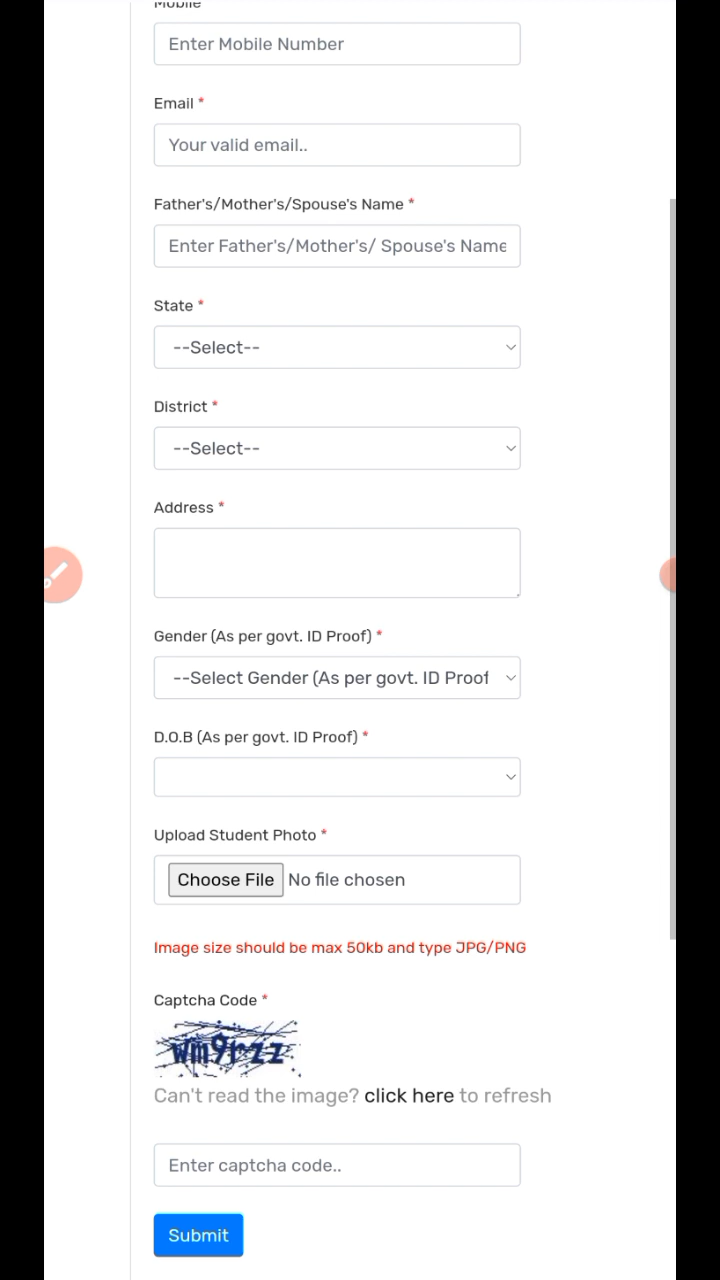 Mobile
Enter Mobile Number
Email *
Your valid email..
Father's/Mother's/Spouse's Name *
Enter Father's/Mother's/ Spouse's Name
State *
--Select--
District *
--Select--
Address *
Gender (As per govt. ID Proof) *
--Select Gender (As per govt. ID Proof
D.O.B (As per govt. ID Proof) *
Upload Student Photo *
Choose File No file chosen
Image size should be max 50kb and type JPG/PNG
Captcha Code *
wm9rzz
Can't read the image? click here to refresh
Enter captcha code..
Submit